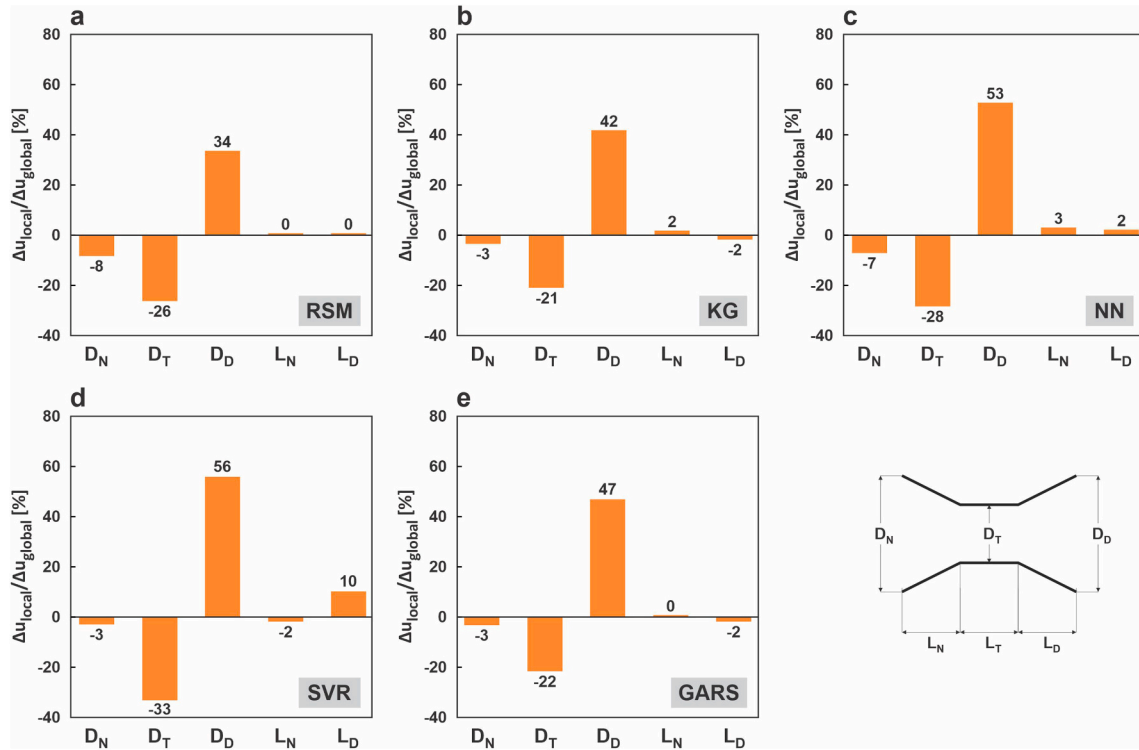 a
Δu_local/Δu_global [%]
80
60
40
20
0
-20
-40
-8
-26
34
0
0
RSM
D_N D_T D_D L_N L_D
b
Δu_local/Δu_global [%]
80
60
40
20
0
-20
-40
-3
-21
42
2
-2
KG
D_N D_T D_D L_N L_D
c
Δu_local/Δu_global [%]
80
60
40
20
0
-20
-40
-7
-28
53
3
2
NN
D_N D_T D_D L_N L_D
d
Δu_local/Δu_global [%]
80
60
40
20
0
-20
-40
-3
-33
56
-2
10
SVR
D_N D_T D_D L_N L_D
e
Δu_local/Δu_global [%]
80
60
40
20
0
-20
-40
-3
-22
47
0
-2
GARS
D_N D_T D_D L_N L_D
D_N D_T D_D
L_N L_T L_D